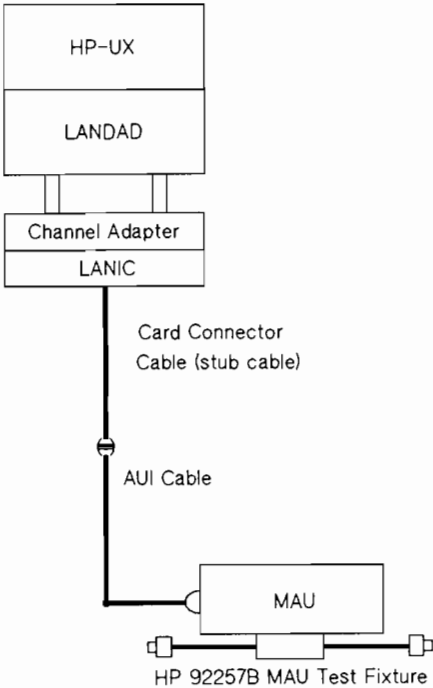 HP-UX
LANDAD
Channel Adapter
LANIC
Card Connector
Cable (stub cable)
AUI Cable
MAU
HP 92257B MAU Test Fixture